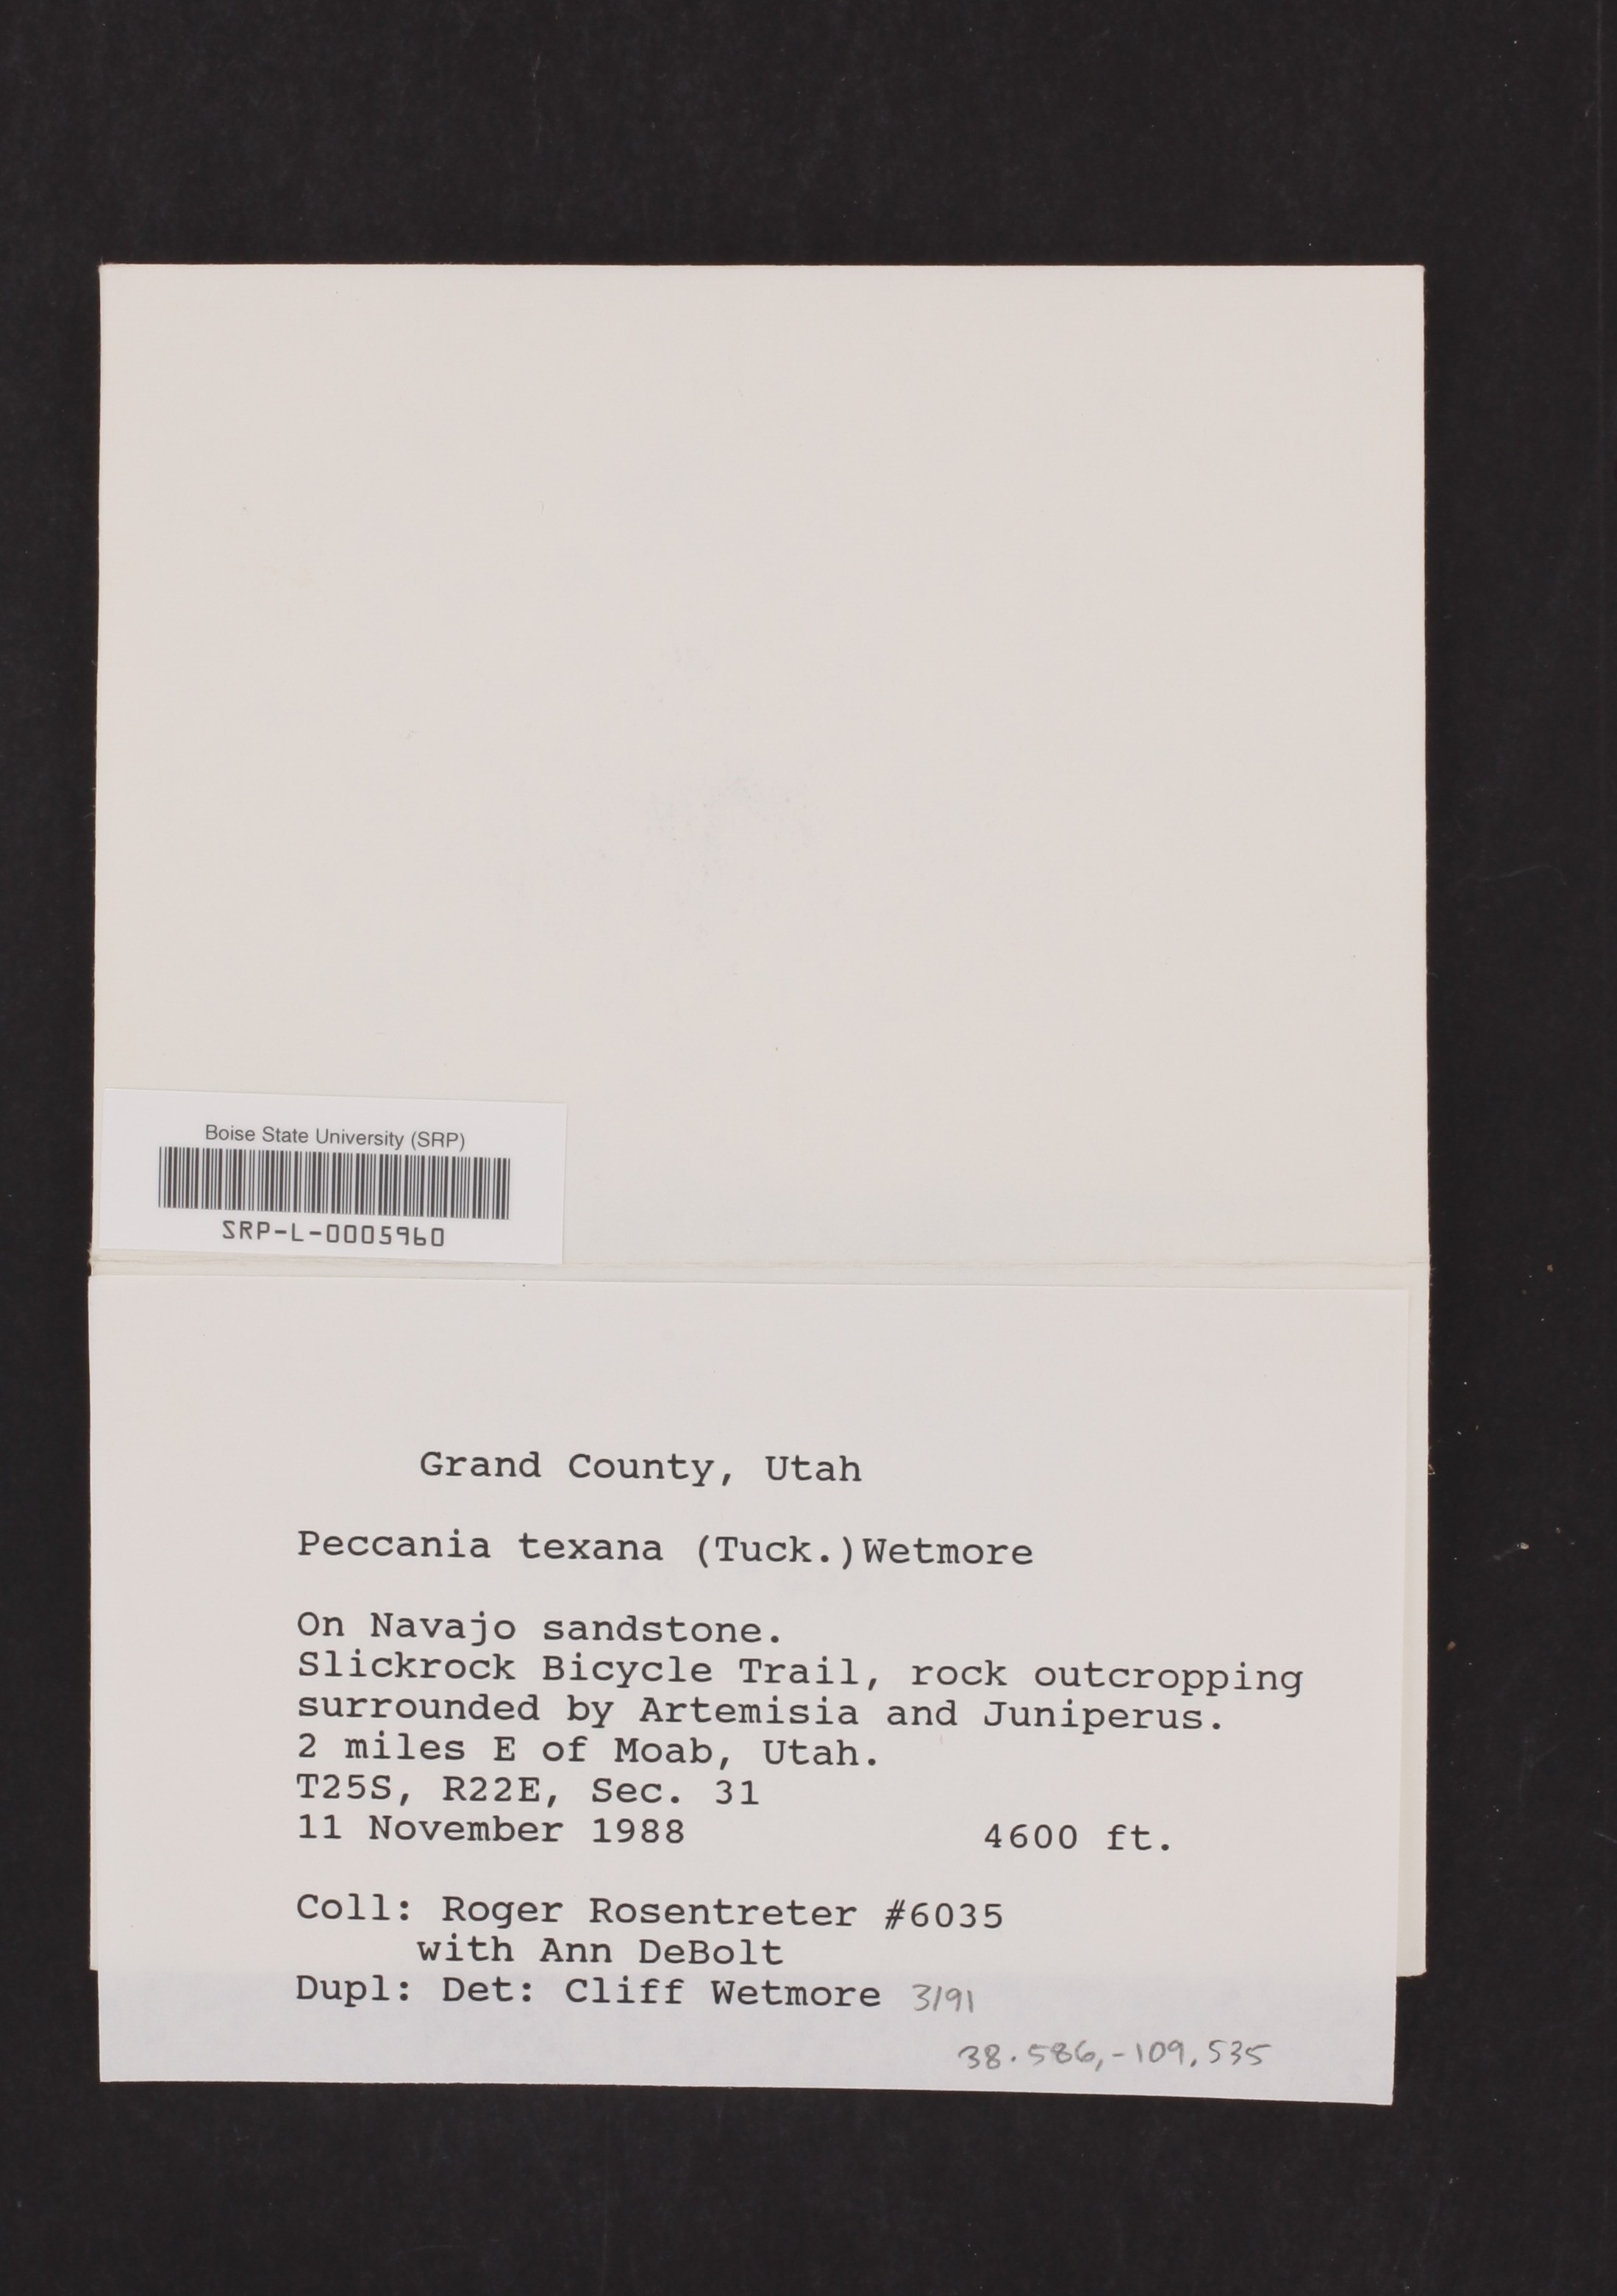 Boise State University (SRP)
SRP-L-0005960
Grand County, Utah
Peccania texana (Tuck.)Wetmore
On Navajo sandstone.
Slickrock Bicycle Trail, rock outcropping
surrounded by Artemisia and Juniperus.
2 miles E of Moab, Utah.
T25S, R22E, Sec. 31
11 November 1988 4600 ft.
Coll: Roger Rosentreter #6035
with Ann DeBolt
Dupl: Det: Cliff Wetmore 3/91
38.586,-109.535